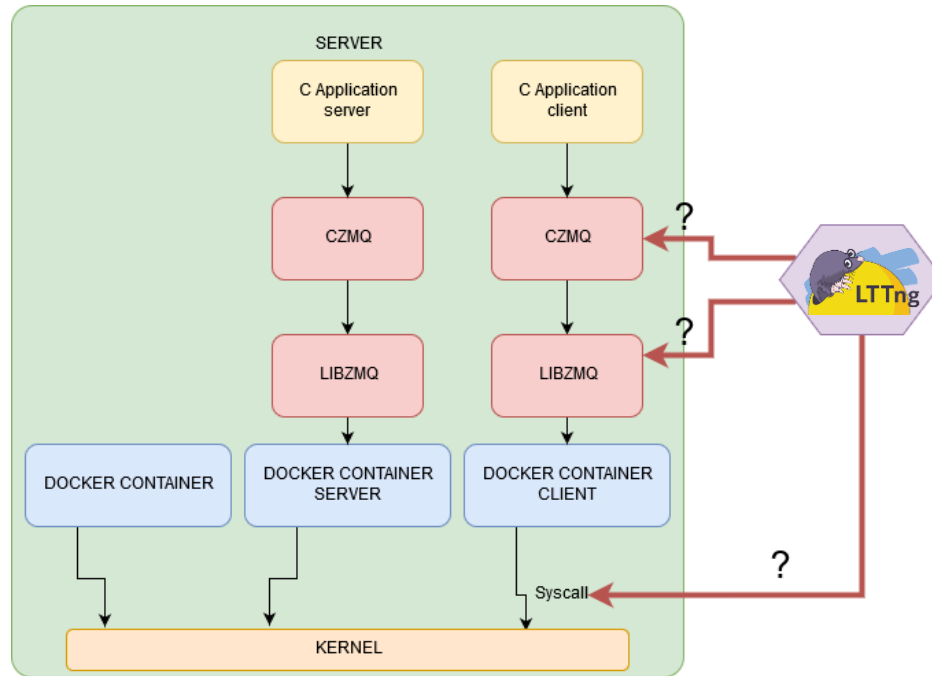 SERVER
C Application
server
C Application
client
CZMQ
CZMQ
?
LTTng
LIBZMQ
LIBZMQ
?
DOCKER CONTAINER
DOCKER CONTAINER
SERVER
DOCKER CONTAINER
CLIENT
?
Syscall
KERNEL